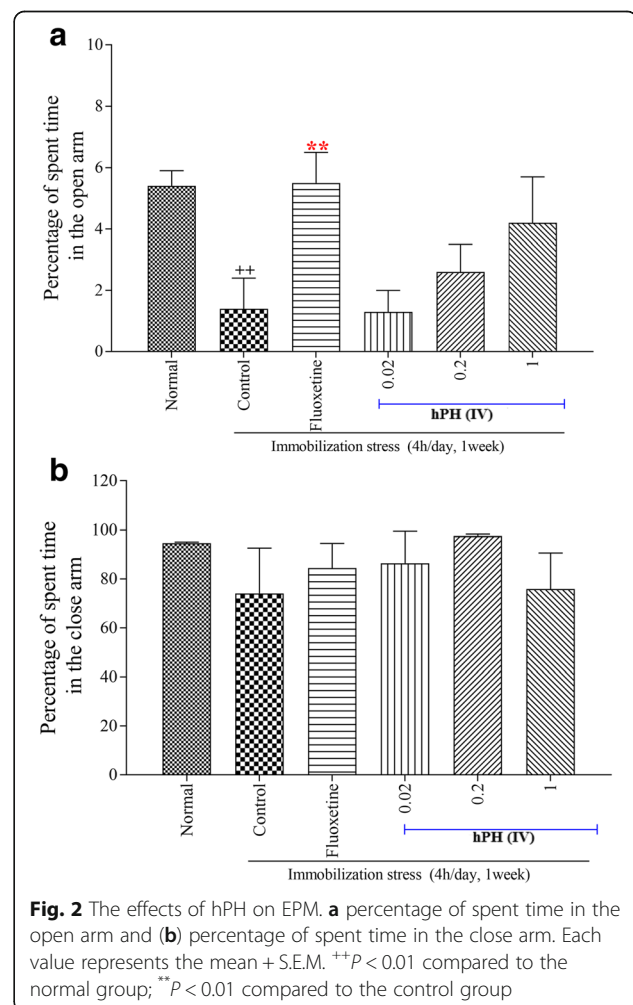 a
10
8
6
4
2
0
Percentage of spent time
in the open arm
++
**
Normal
Control
Fluoxetine
0.02
0.2
1
hPH (IV)
Immobilization stress (4h/day, 1week)
b
120
100
80
60
40
20
0
Percentage of spent time
in the close arm
Normal
Control
Fluoxetine
0.02
0.2
1
hPH (IV)
Immobilization stress (4h/day, 1week)
Fig. 2 The effects of hPH on EPM. a percentage of spent time in the
open arm and (b) percentage of spent time in the close arm. Each
value represents the mean + S.E.M. ++P < 0.01 compared to the
normal group; **P < 0.01 compared to the control group